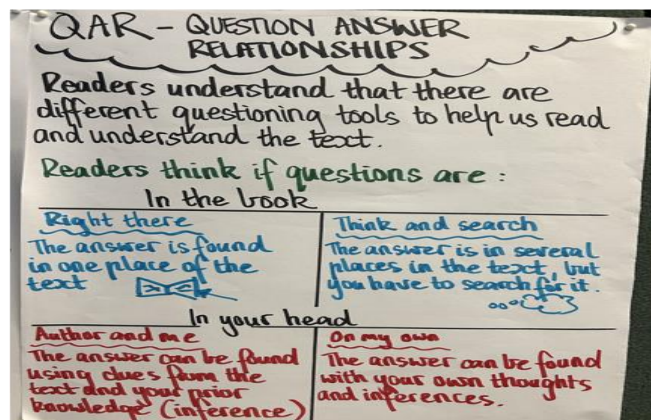 QAR - QUESTION ANSWER
RELATIONSHIPS
Readers understand that there are
different questioning tools to help us read
and understand the text.
Readers think if questions are :
In the book
Right there
The answer is found
in one place of the
text
Think and search
The answer is in several
places in the text, but
you have to search for it.
In your head
Author and me
The answer can be found
using clues from the
text and your prior
knowledge (inference)
On my own
The answer can be found
with your own thoughts
and inferences.